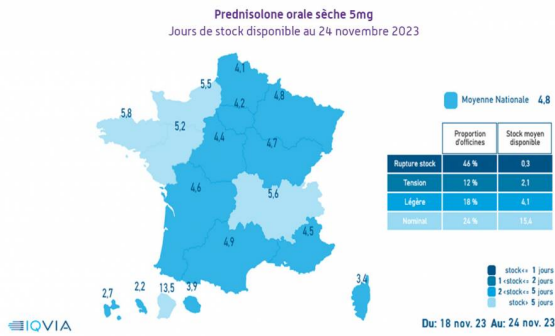 Prednisolone orale sèche 5mg
Jours de stock disponible au 24 novembre 2023
4,1
5,5
4,8
4,2
5,8
5,2
4,4
4,7
4,6
5,6
4,9
4,5
2,7
2,2
13,5
3,9
3,4
Moyenne Nationale 4,8
Proportion d'officines
Stock moyen disponible
Rupture stock 46 % 0,3
Tension 12 % 2,1
Légère 18 % 4,1
Nominal 24 % 15,4
stock<= 1 jours
1 <stock<= 2 jours
2 <stock<= 5 jours
stock> 5 jours
IQVIA
Du: 18 nov. 23 Au: 24 nov. 23